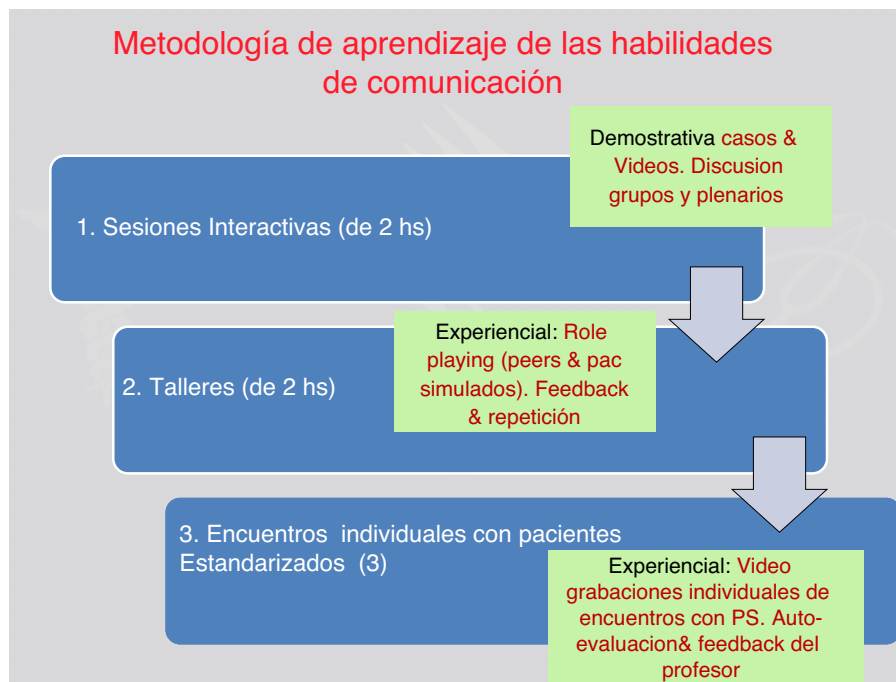 Metodología de aprendizaje de las habilidades
de comunicación
Demostrativa casos &
Videos. Discusion
grupos y plenarios
1. Sesiones Interactivas (de 2 hs)
Experiencial: Role
playing (peers & pac
simulados). Feedback
& repetición
2. Talleres (de 2 hs)
3. Encuentros individuales con pacientes
Estandarizados (3)
Experiencial: Video
grabaciones individuales de
encuentros con PS. Auto-
evaluacion& feedback del
profesor